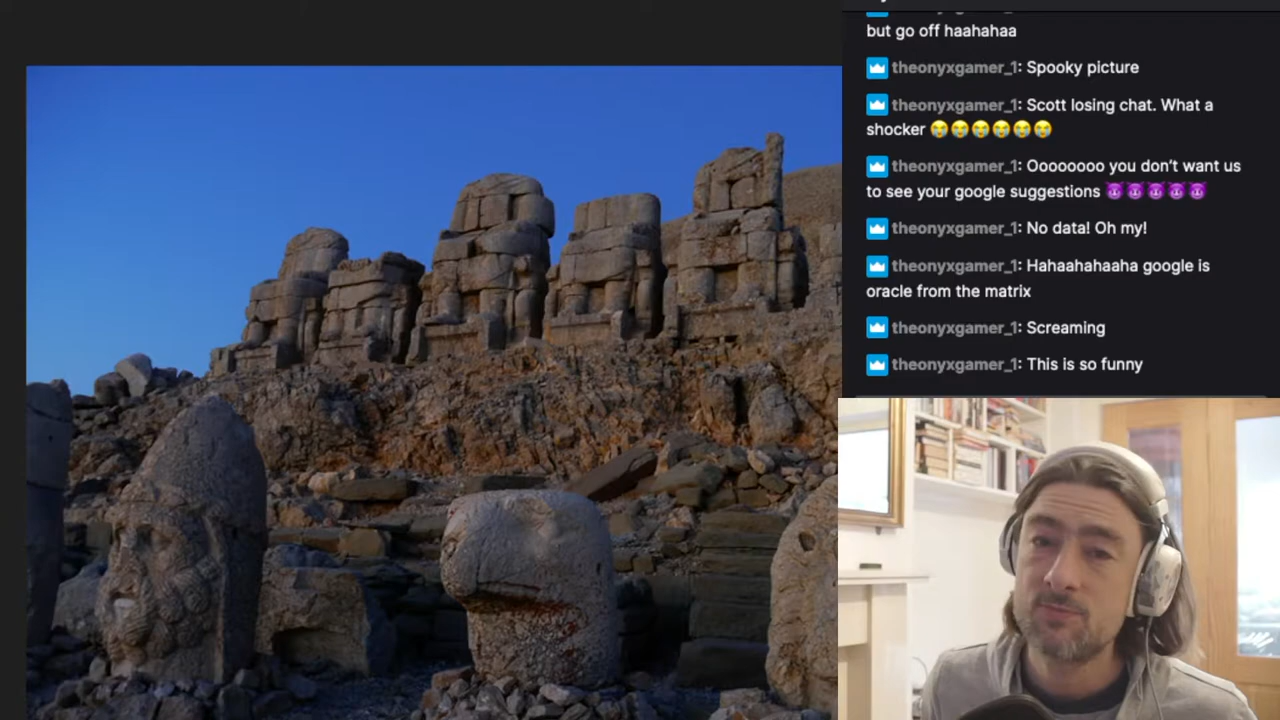 but go off haahahaa
theonyxgamer_1: Spooky picture
theonyxgamer_1: Scott losing chat. What a
shocker 😭😭😭😭😭😭
theonyxgamer_1: Oooooooo you don’t want us
to see your google suggestions 😈😈😈😈😈
theonyxgamer_1: No data! Oh my!
theonyxgamer_1: Hahaahahaaha google is
oracle from the matrix
theonyxgamer_1: Screaming
theonyxgamer_1: This is so funny